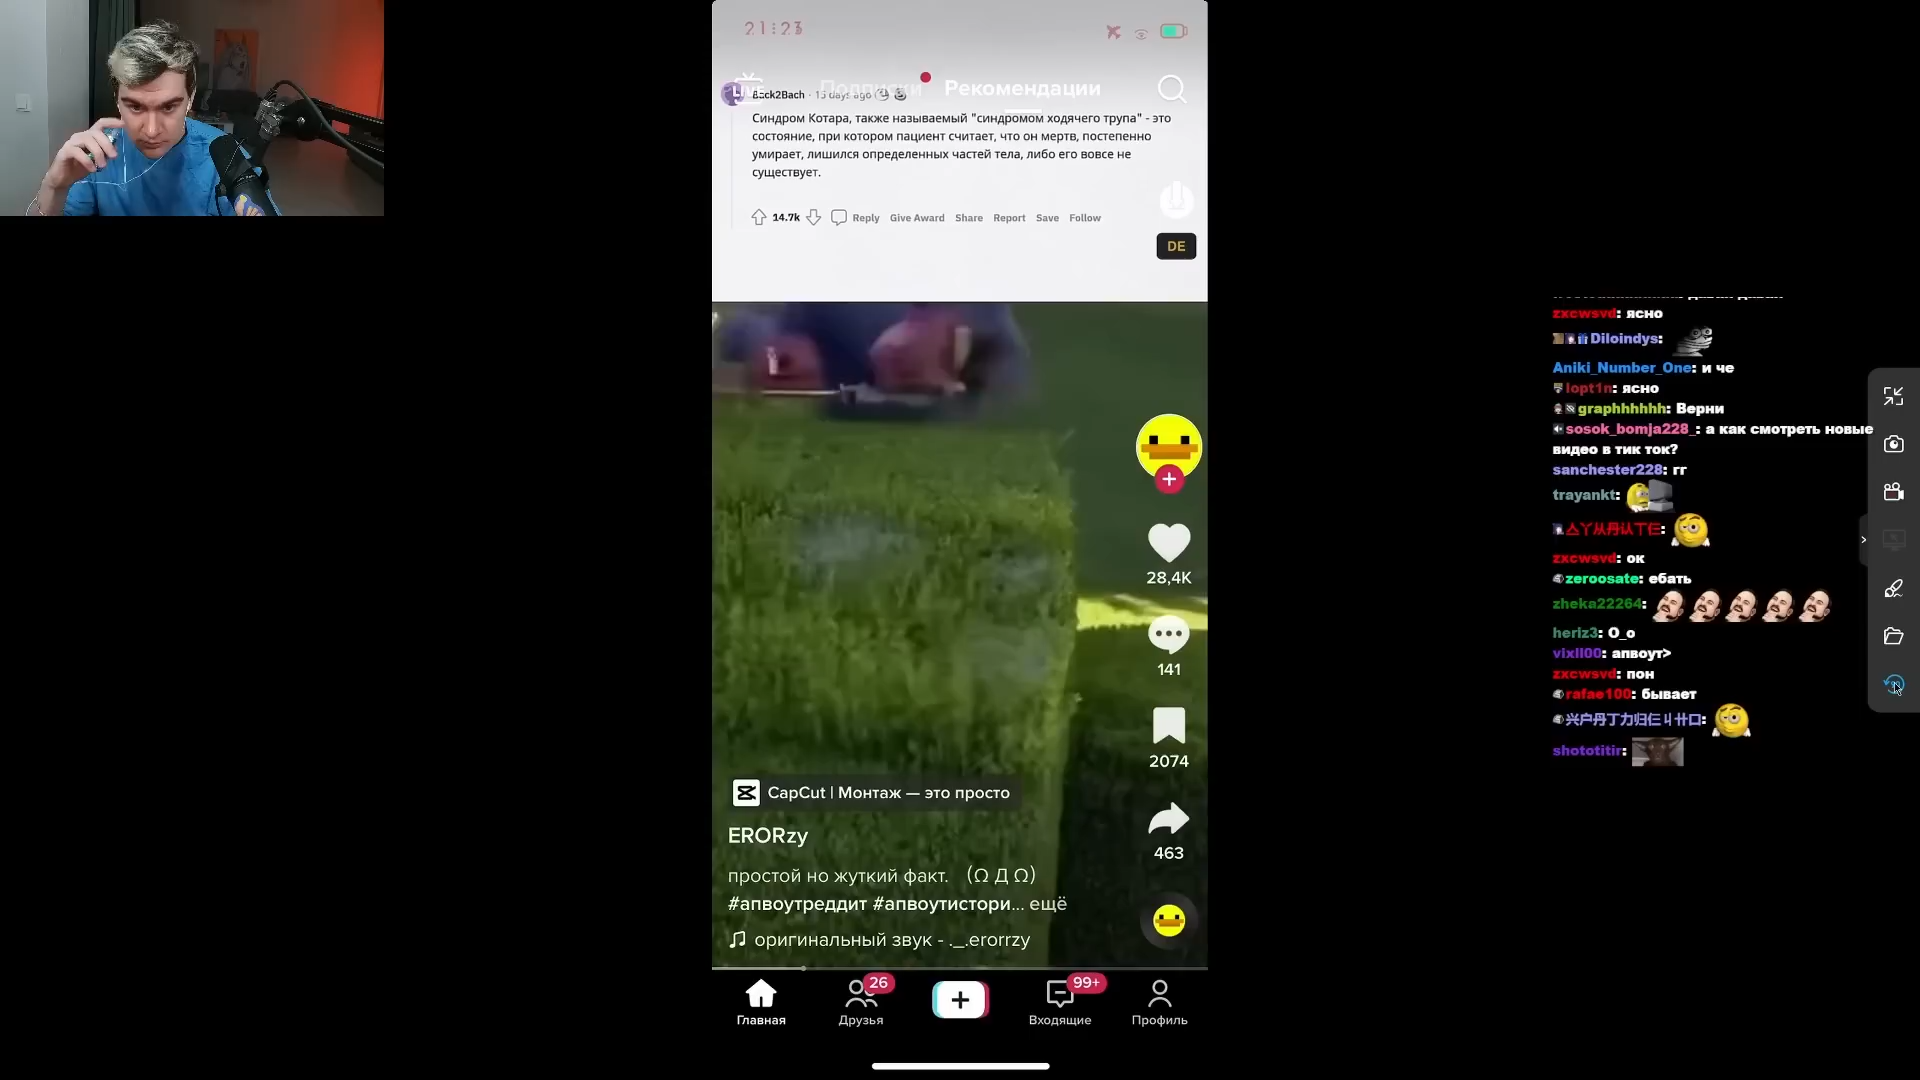 21:23
LIVE
Подписки
Рекомендации
Back2Bach · 15 days ago
Синдром Котара, также называемый "синдромом ходячего трупа" - это
состояние, при котором пациент считает, что он мертв, постепенно
умирает, лишился определенных частей тела, либо его вовсе не
существует.
14.7k Reply Give Award Share Report Save Follow
DE
28,4K
141
2074
463
CapCut | Монтаж — это просто
ERORzy
простой но жуткий факт. (Ω Д Ω)
#апвоутреддит #апвоутистори... ещё
оригинальный звук - ._.erorrzy
26
99+
Главная
Друзья
Входящие
Профиль
zxcwsvd: ясно
Diloindys:
Aniki_Number_One: и че
lopt1n: ясно
graphhhhhh: Верни
sosok_bomja228_: а как смотреть новые
видео в тик ток?
sanchester228: гг
trayankt:
zxcwsvd: ок
zeroosate: ебать
zheka22264:
heriz3: O_o
vixll00: апвоут>
zxcwsvd: пон
rafae100: бывает
shototitir: